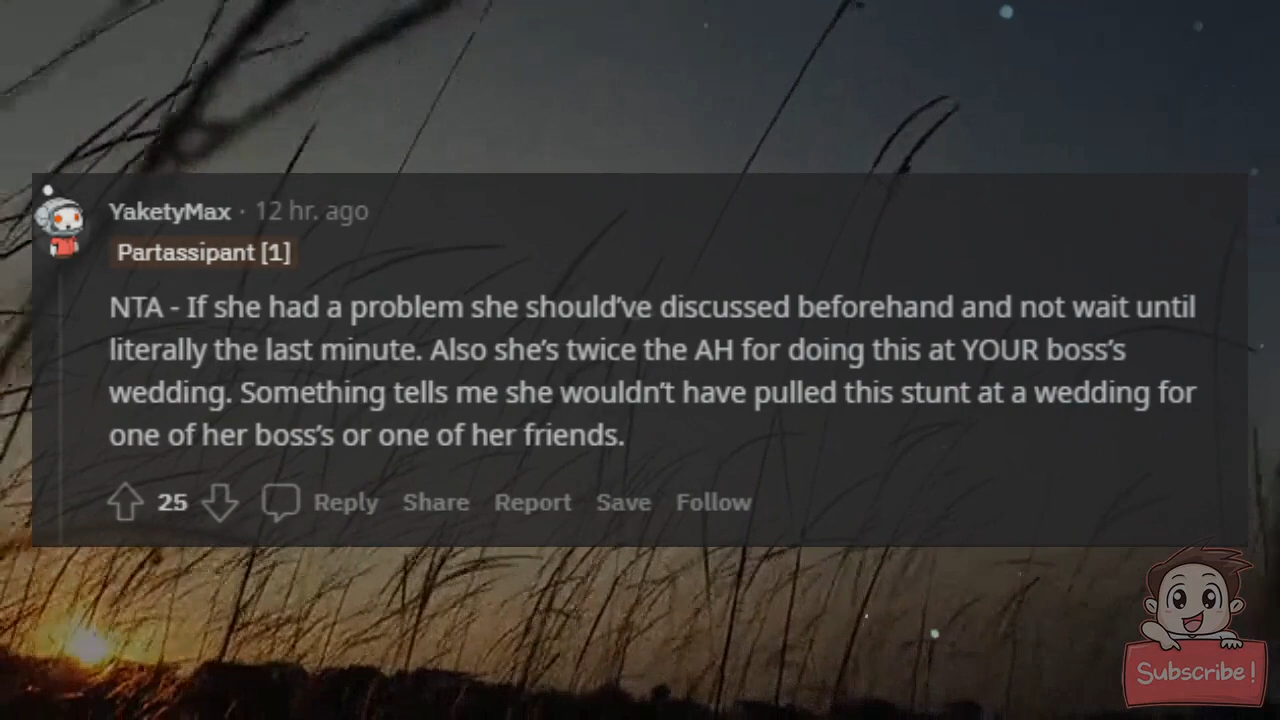 YaketyMax · 12 hr. ago
Partassipant [1]
NTA - If she had a problem she should’ve discussed beforehand and not wait until
literally the last minute. Also she’s twice the AH for doing this at YOUR boss’s
wedding. Something tells me she wouldn’t have pulled this stunt at a wedding for
one of her boss’s or one of her friends.
25 Reply Share Report Save Follow
Subscribe!